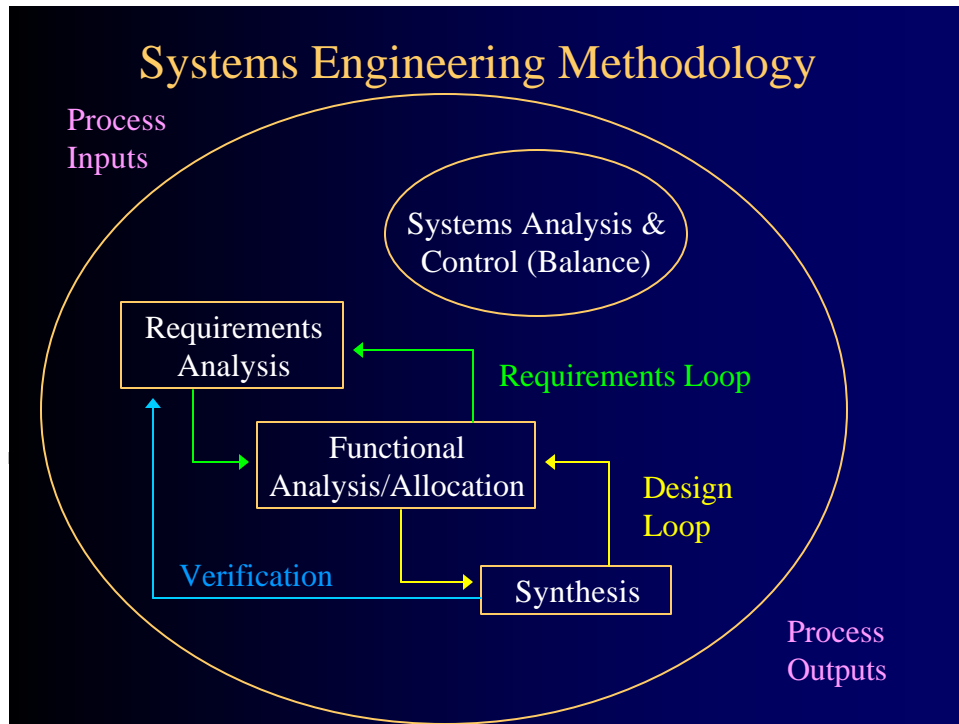 Systems Engineering Methodology
Process
Inputs
Systems Analysis &
Control (Balance)
Requirements
Analysis
Requirements Loop
Functional
Analysis/Allocation
Design
Loop
Verification
Synthesis
Process
Outputs